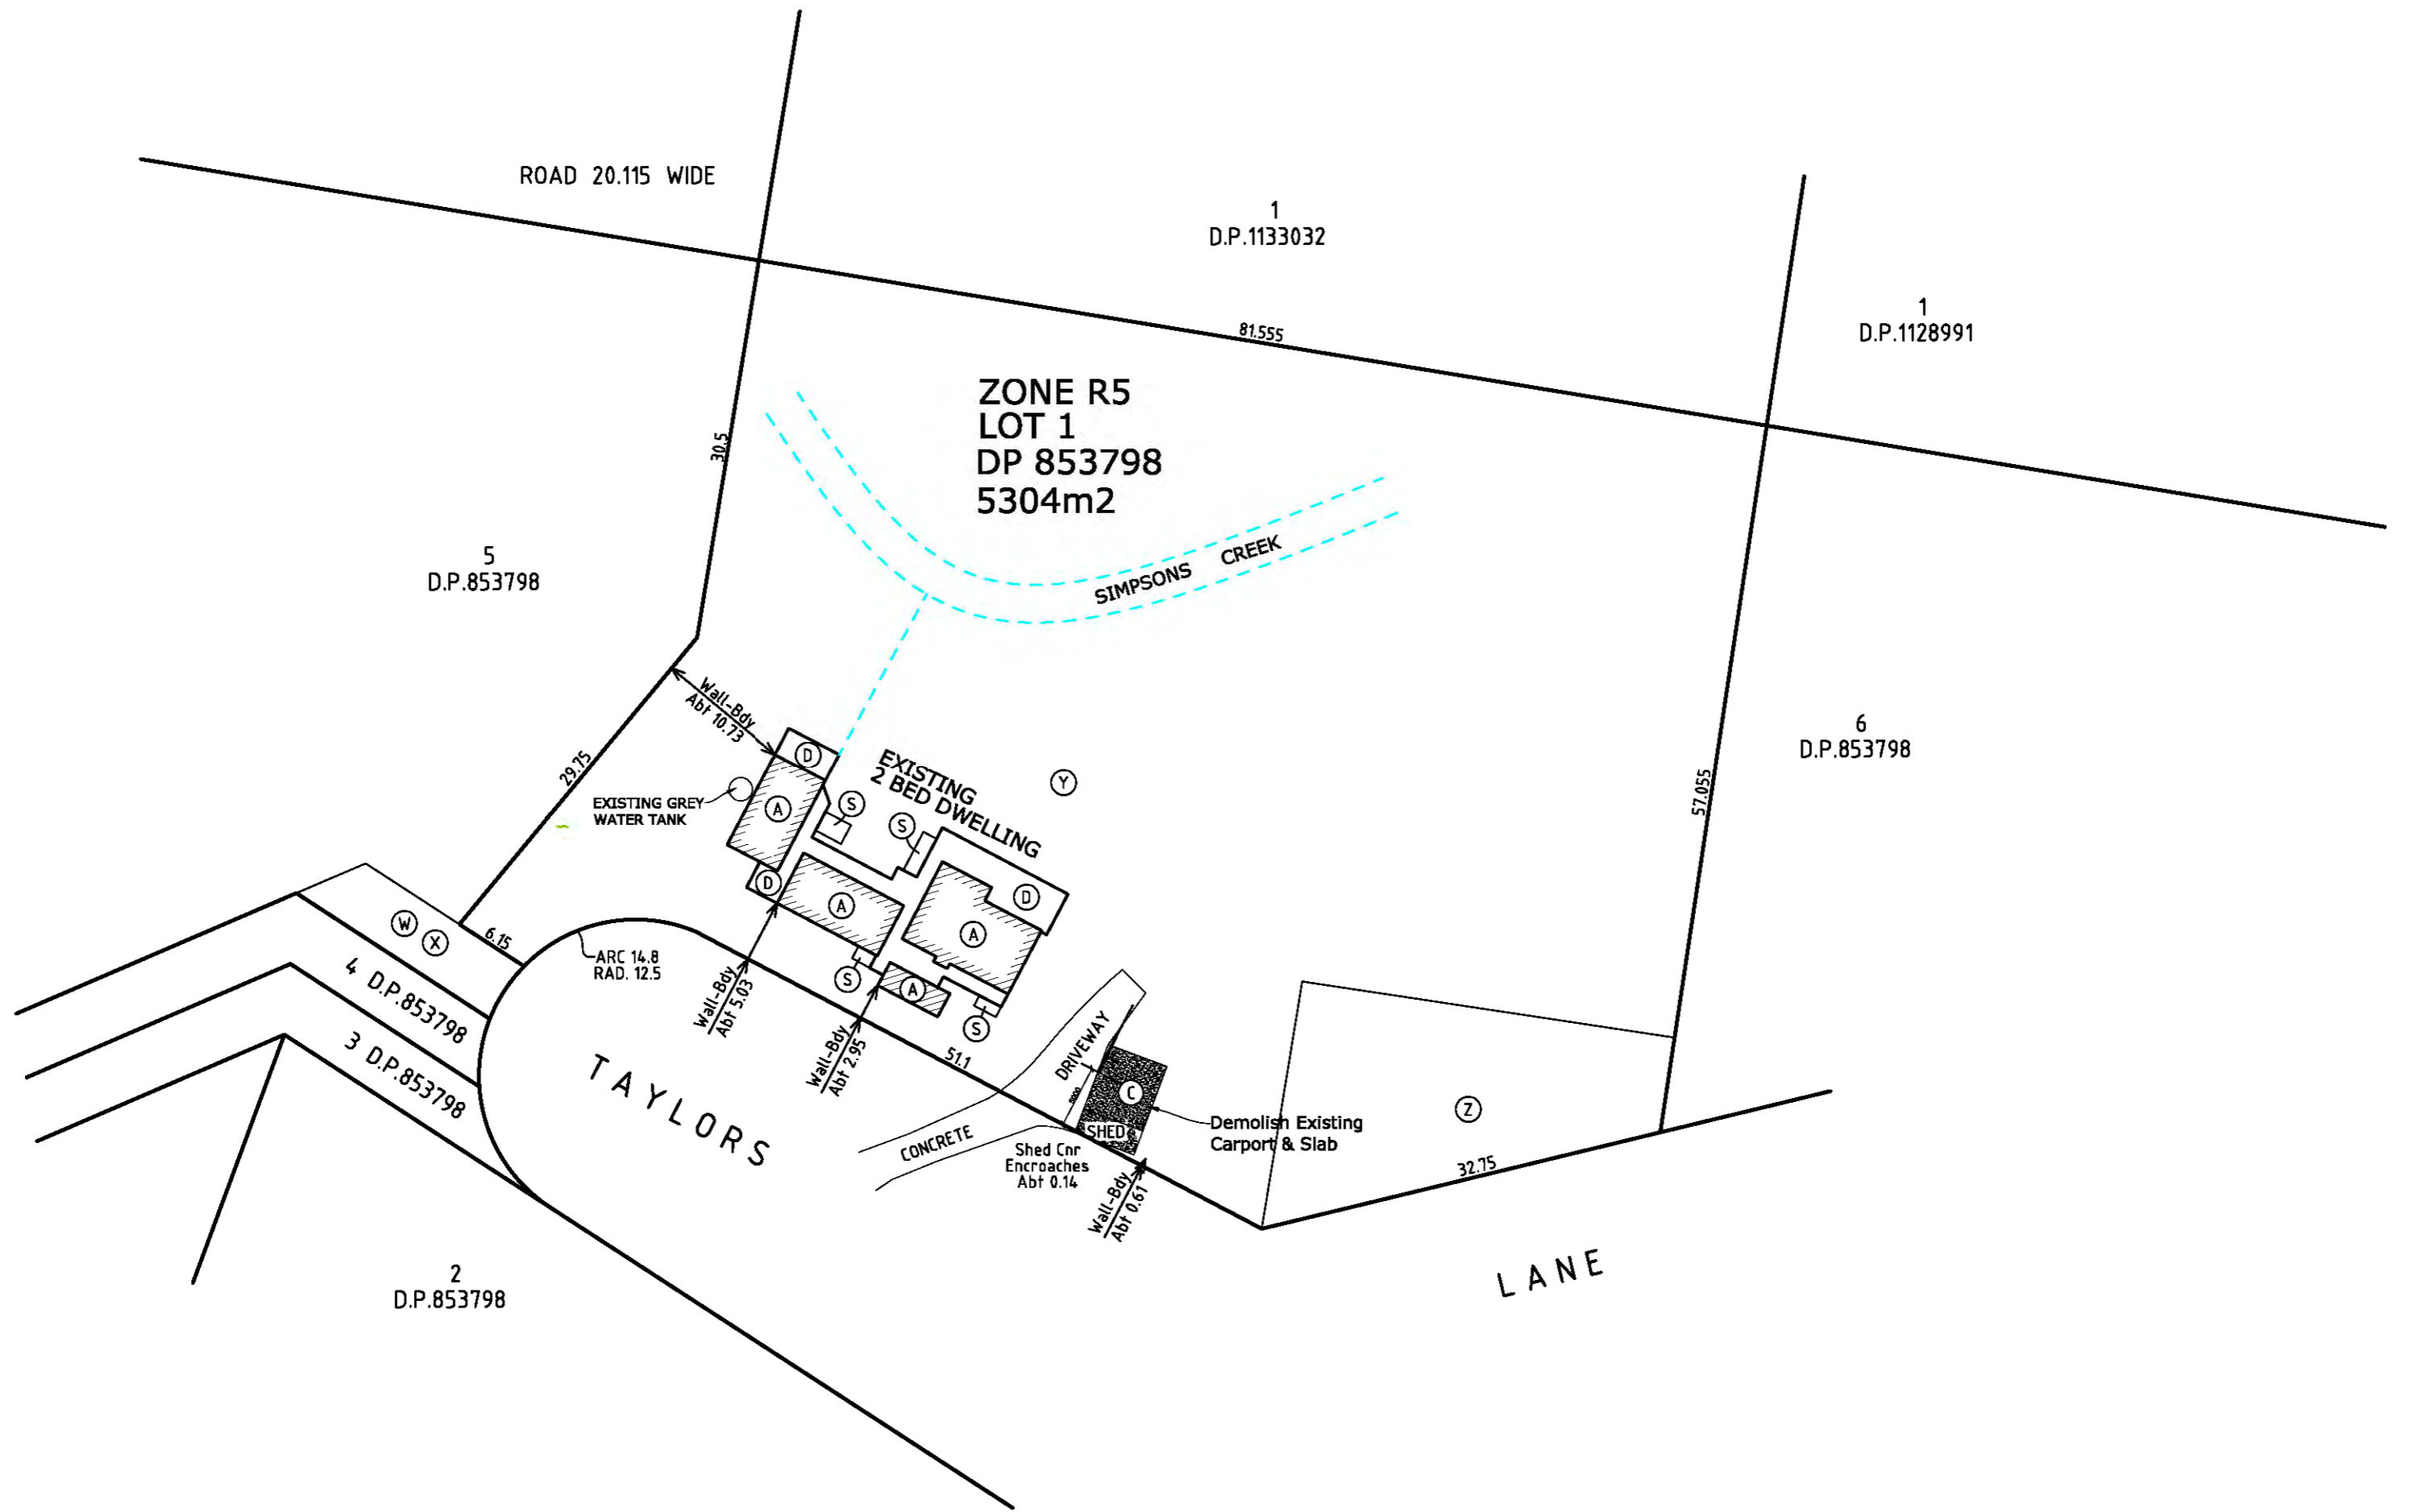 ROAD 20.115 WIDE
1
D.P.1133032
1
D.P.1128991
81.555
ZONE R5
LOT 1
DP 853798
5304m2
30.5
5
D.P.853798
SIMPSONS CREEK
Wall-Bdy
Abt 10.73
6
D.P.853798
29.75
57.055
EXISTING GREY
WATER TANK
D
A
S
S
EXISTING
2 BED DWELLING
Y
D
A
D
A
W
X
6.15
ARC 14.8
RAD. 12.5
S
A
S
Wall-Bdy
Abt 5.03
Wall-Bdy
Abt 2.95
51.1
4 D.P.853798
3 D.P.853798
TAYLORS
DRIVEWAY
C
SHED
CONCRETE
Demolish Existing
Carport & Slab
Shed Cnr
Encroaches
Abt 0.14
Wall-Bdy
Abt 0.61
Z
32.75
LANE
2
D.P.853798